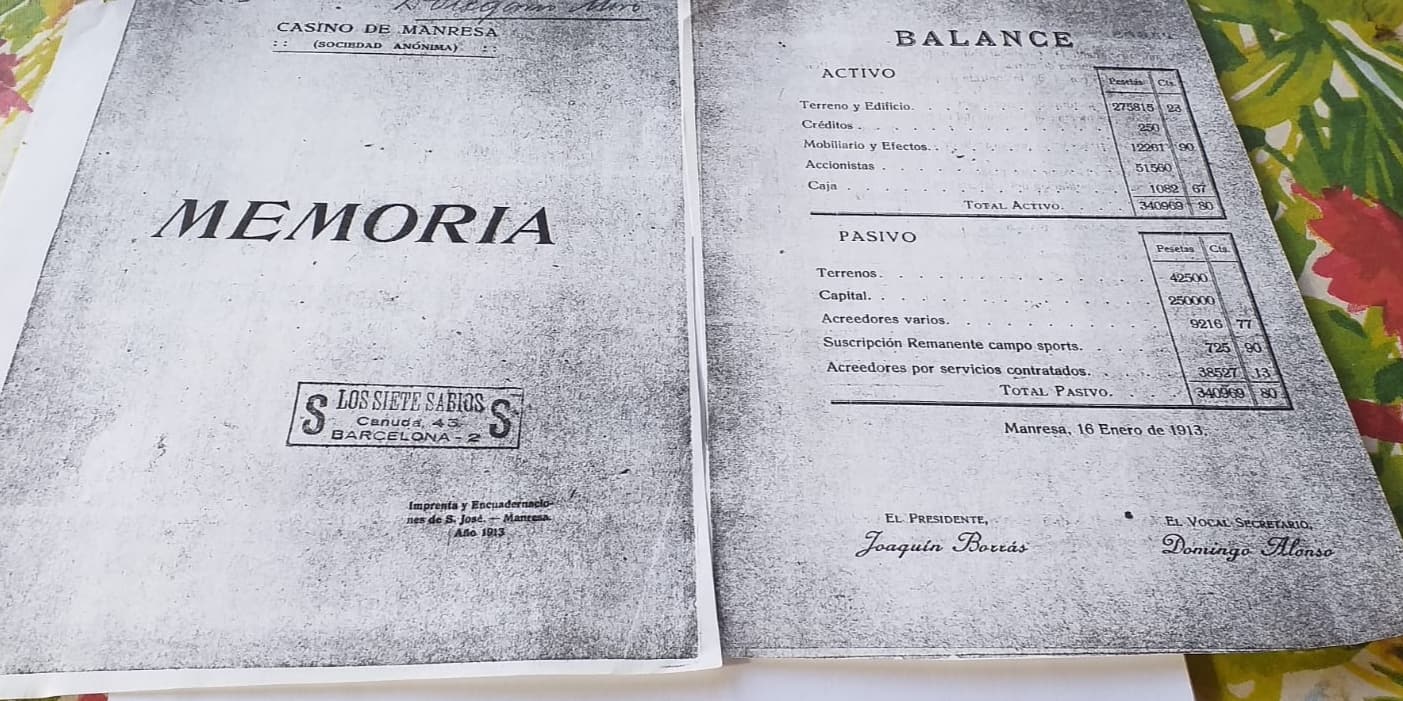 CASINO DE MANRESA
: : (SOCIEDAD ANÓNIMA) : :
MEMORIA
S LOS SIETE SABIOS S
Canuda, 45
BARCELONA - 2
Imprenta y Encuadernacio-
nes de S. José. — Manresa.
Año 1913
BALANCE
ACTIVO
Pesetas Cts.
Terreno y Edificio. 275815 23
Créditos. 250
Mobiliario y Efectos. 12261 90
Accionistas 51560
Caja 1082 67
TOTAL ACTIVO. 340969 80
PASIVO
Pesetas Cts.
Terrenos. 42500
Capital. 250000
Acreedores varios. 9216 77
Suscripción Remanente campo sports. 725 90
Acreedores por servicios contratados. 38527 13
TOTAL PASIVO. 340969 80
Manresa, 16 Enero de 1913.
EL PRESIDENTE,
Joaquín Borrás
EL VOCAL SECRETARIO,
Domingo Alonso